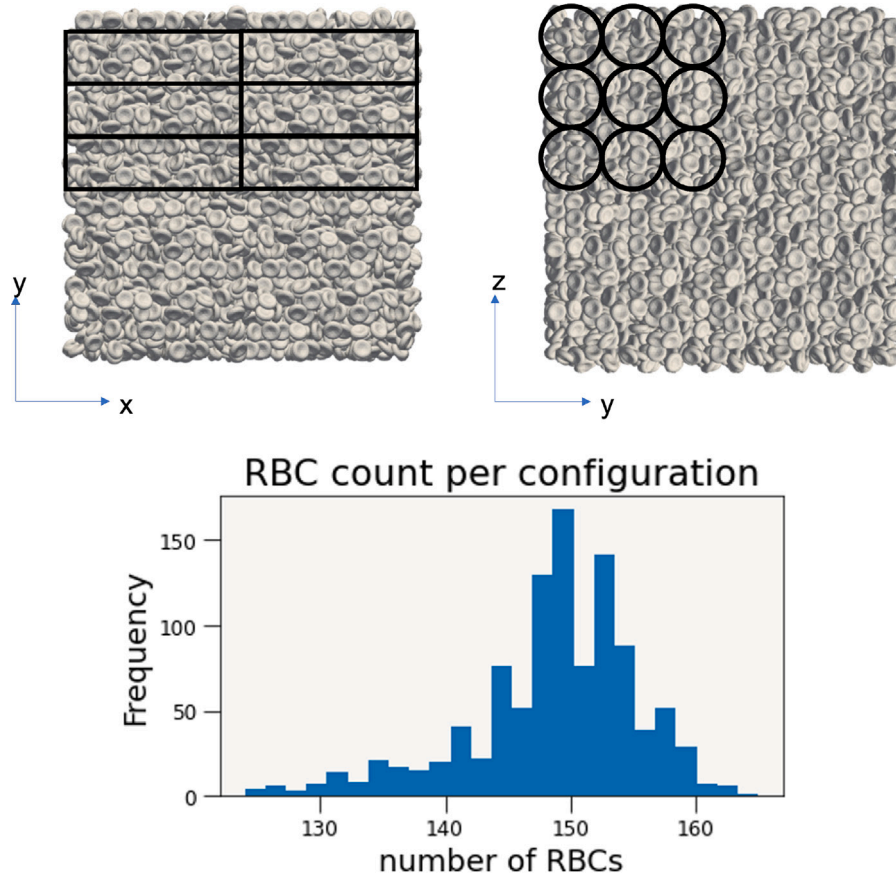 y
x
z
y
RBC count per configuration
150
100
50
0
Frequency
130 140 150 160
number of RBCs